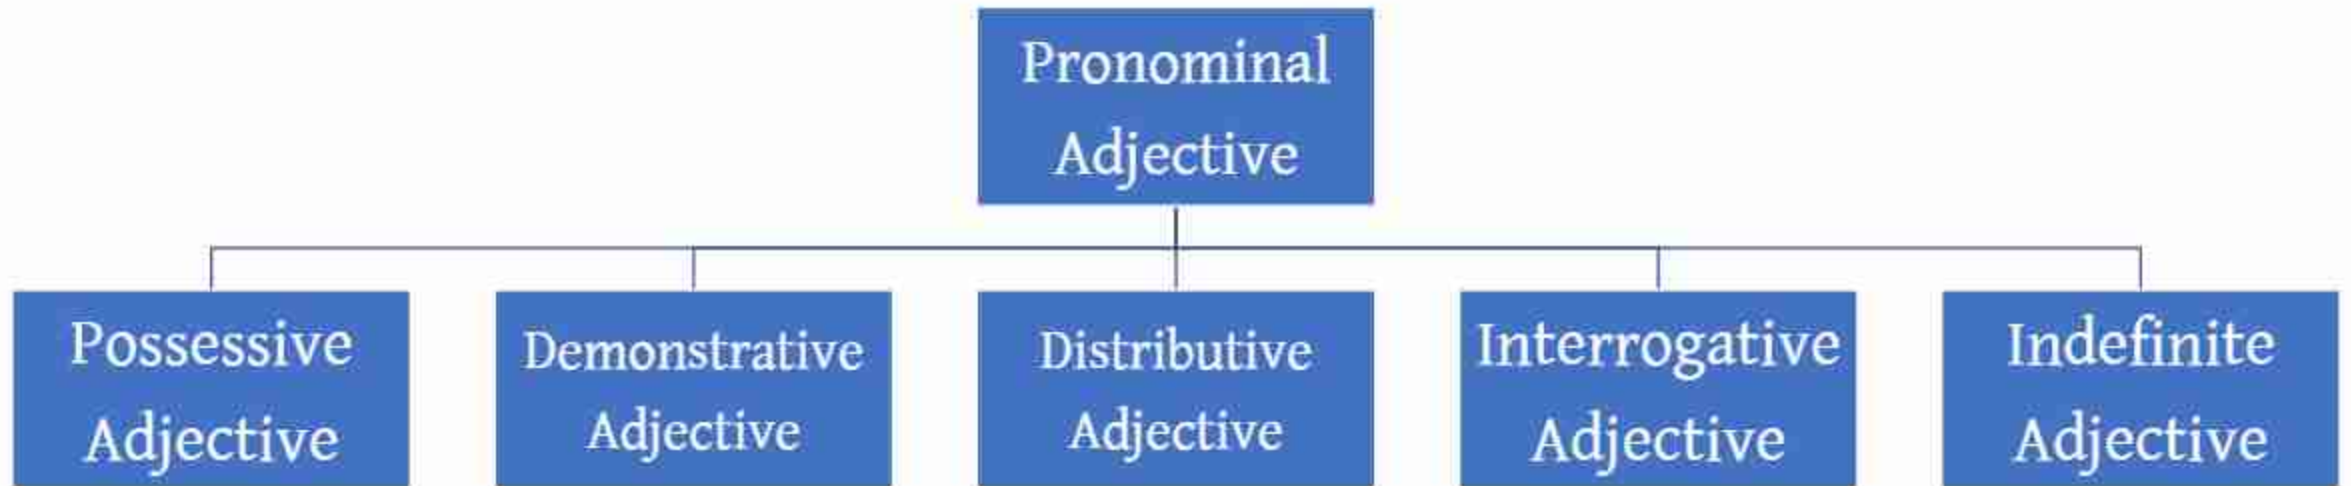 Pronominal
Adjective
Possessive
Adjective
Demonstrative
Adjective
Distributive
Adjective
Interrogative
Adjective
Indefinite
Adjective